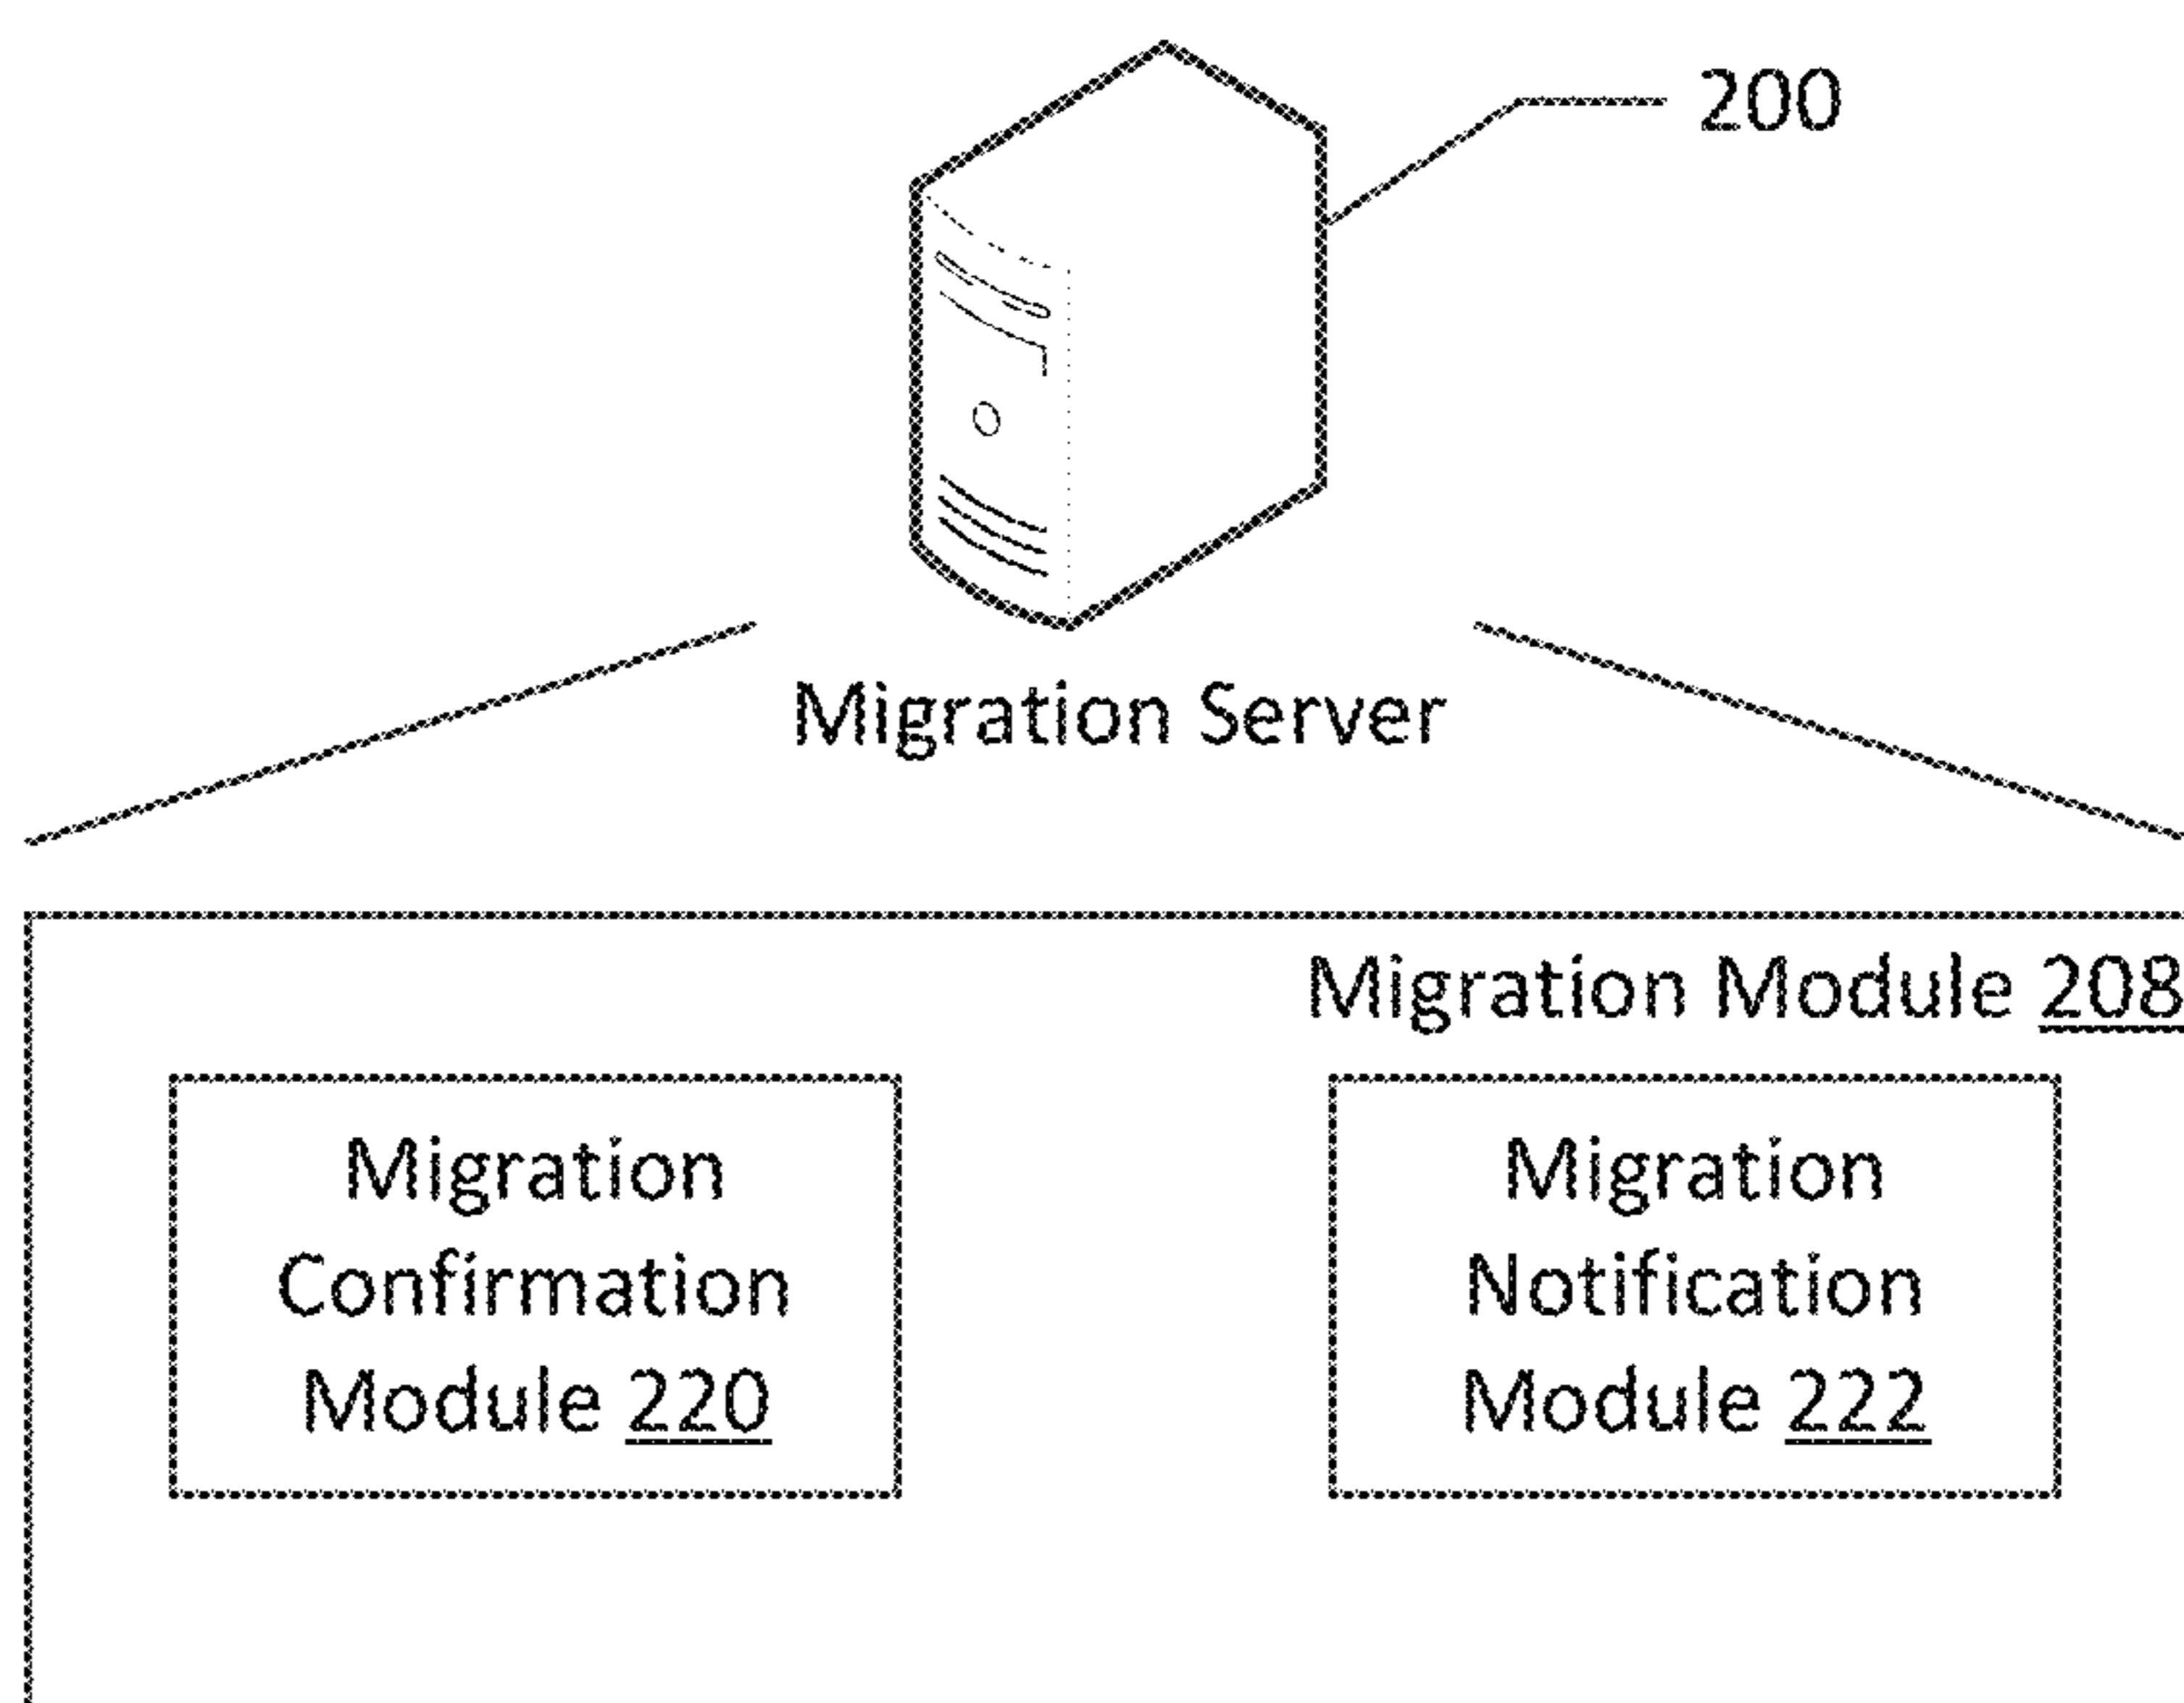 200
Migration Server
Migration Module 208
Migration
Confirmation
Module 220
Migration
Notification
Module 222